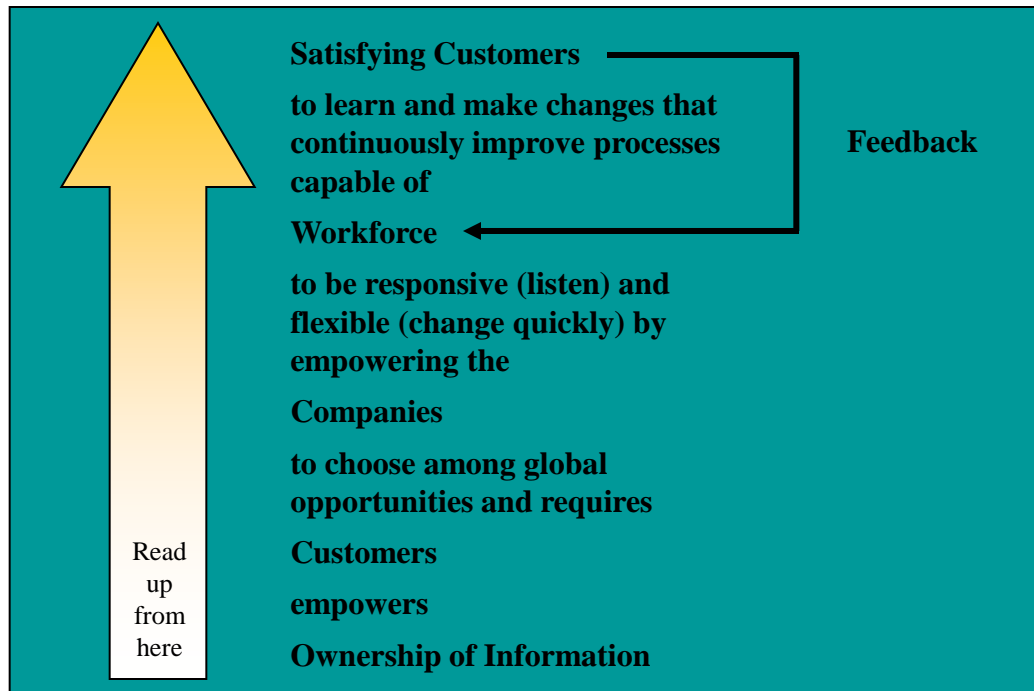 Satisfying Customers
to learn and make changes that
continuously improve processes
capable of
Feedback
Workforce
to be responsive (listen) and
flexible (change quickly) by
empowering the
Companies
to choose among global
opportunities and requires
Customers
empowers
Ownership of Information
Read
up
from
here